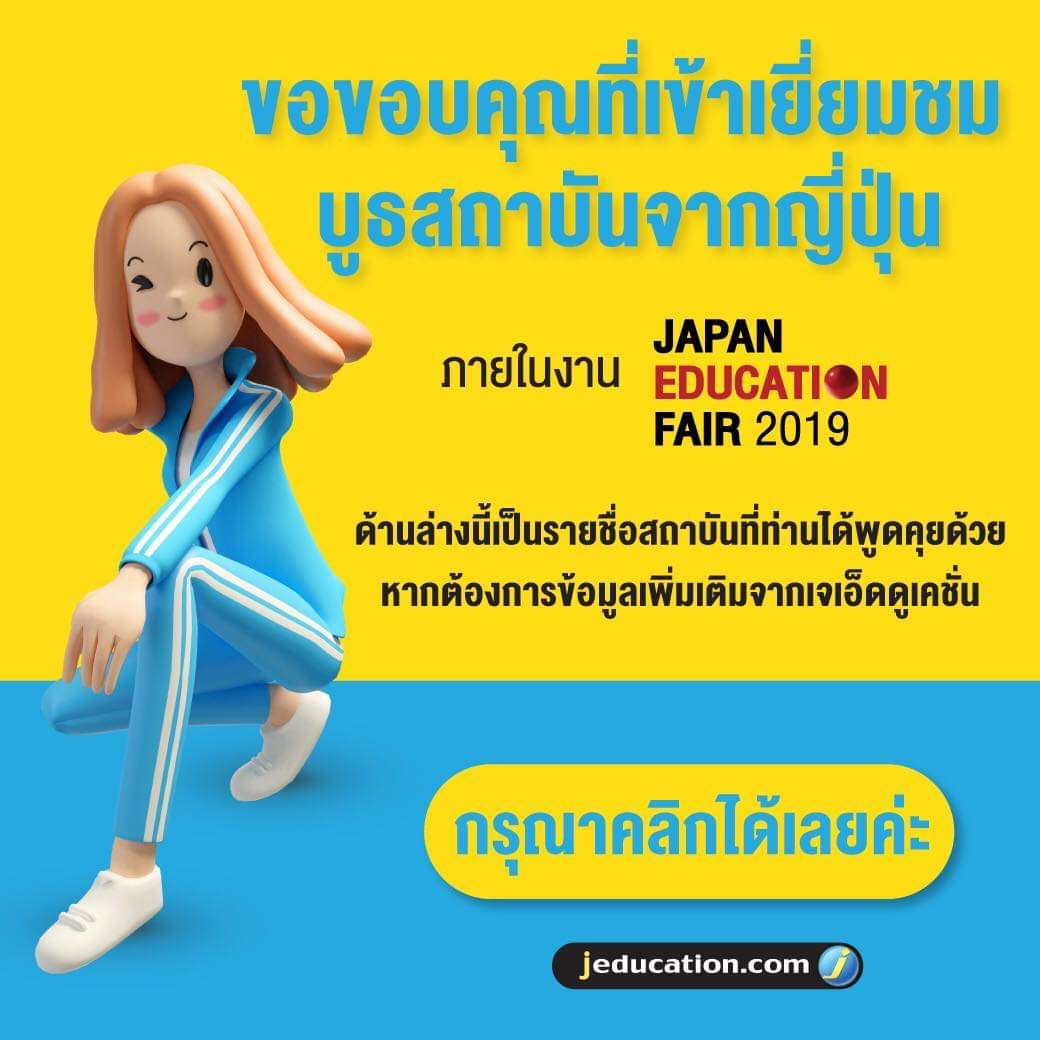 ขอขอบคุณที่เข้าเยี่ยมชม
บูธสถาบันจากญี่ปุ่น
ภายในงาน
JAPAN
EDUCATION
FAIR 2019
ด้านล่างนี้เป็นรายชื่อสถาบันที่ท่านได้พูดคุยด้วย
หากต้องการข้อมูลเพิ่มเติมจากเจเอ็ดดูเคชั่น
กรุณาคลิกได้เลยค่ะ
jeducation.com j